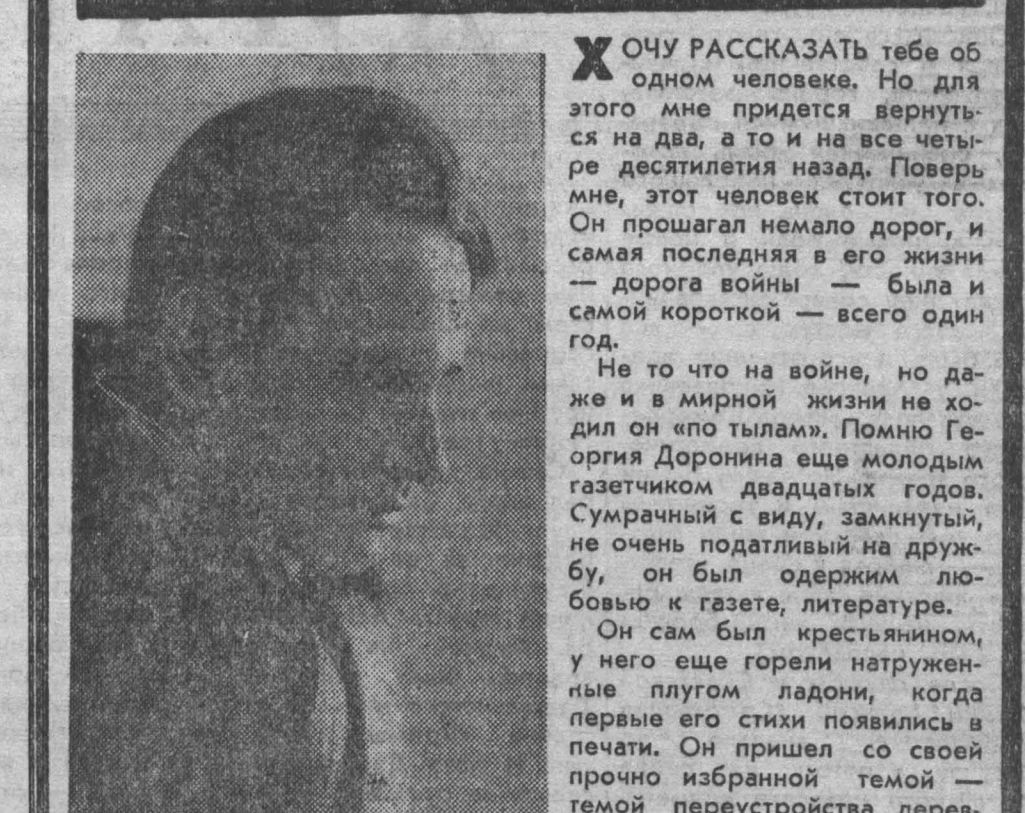 ХОЧУ РАССКАЗАТЬ тебе об
одном человеке. Но для
этого мне придется вернуть-
ся на два, а то и на все четы-
ре десятилетия назад. Поверь
мне, этот человек стоит того.
Он прошагал немало дорог, и
самая последняя в его жизни
— дорога войны — была и
самой короткой — всего один
год.
Не то что на войне, но да-
же и в мирной жизни не хо-
дил он «по тылам». Помню Ге-
оргия Доронина еще молодым
газетчиком двадцатых годов.
Сумрачный с виду, замкнутый,
не очень податливый на друж-
бу, он был одержим лю-
бовью к газете, литературе.
Он сам был крестьянином,
у него еще горели натружен-
ные плугом ладони, когда
первые его стихи появились в
печати. Он пришел со своей
прочно избранной темой —
темой переустройства дерев-